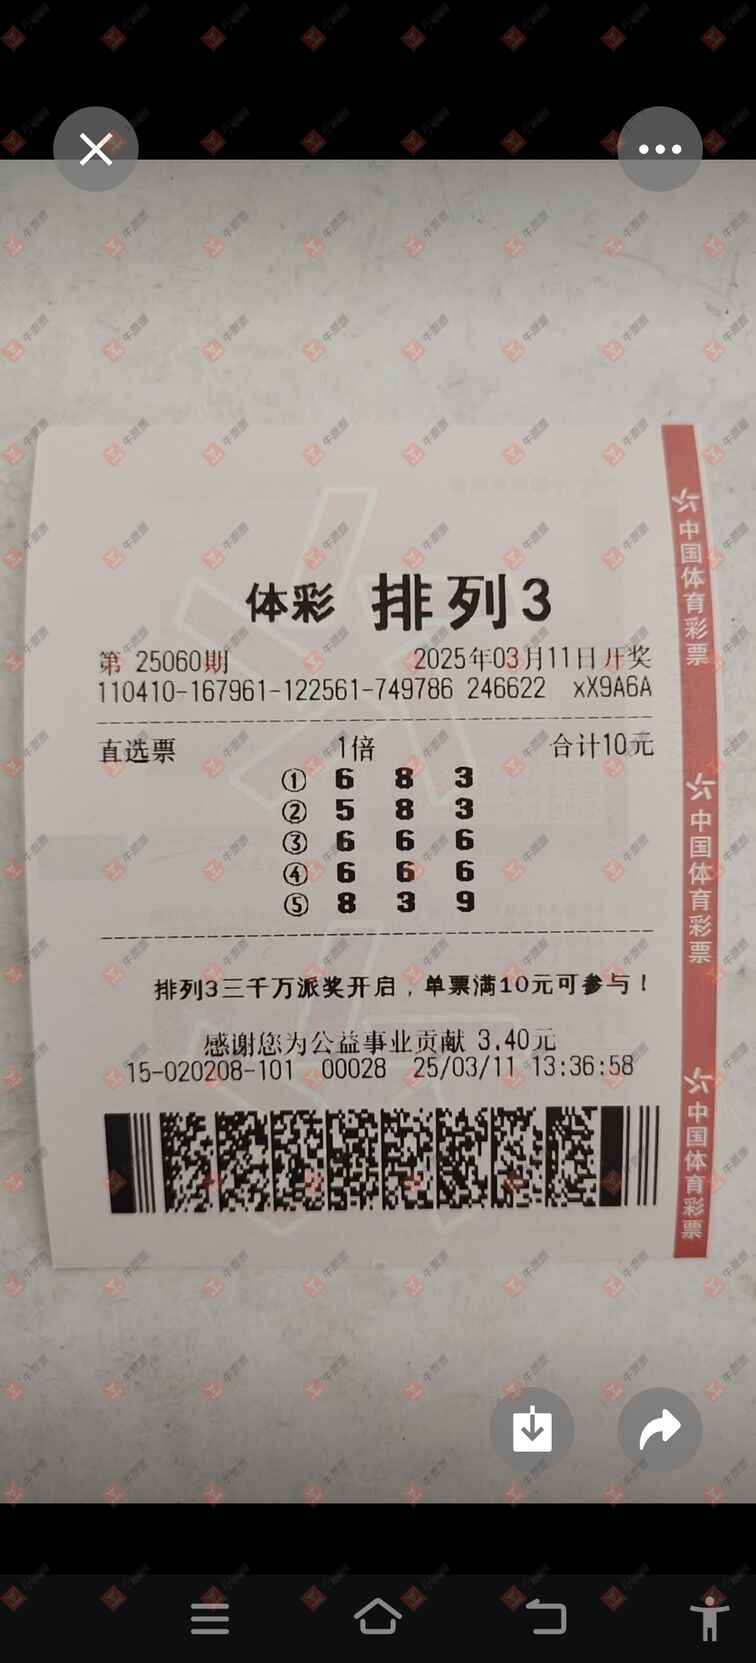 体彩 排列3
第 25060期 2025年03月11日开奖
110410-167961-122561-749786 246622 xX9A6A
直选票 1倍 合计10元
① 6 8 3
② 5 8 3
③ 6 6 6
④ 6 6 6
⑤ 8 3 9
排列3三千万派奖开启，单票满10元可参与！
感谢您为公益事业贡献 3.40元
15-020208-101 00028 25/03/11 13:36:58
中国体育彩票
中国体育彩票
中国体育彩票